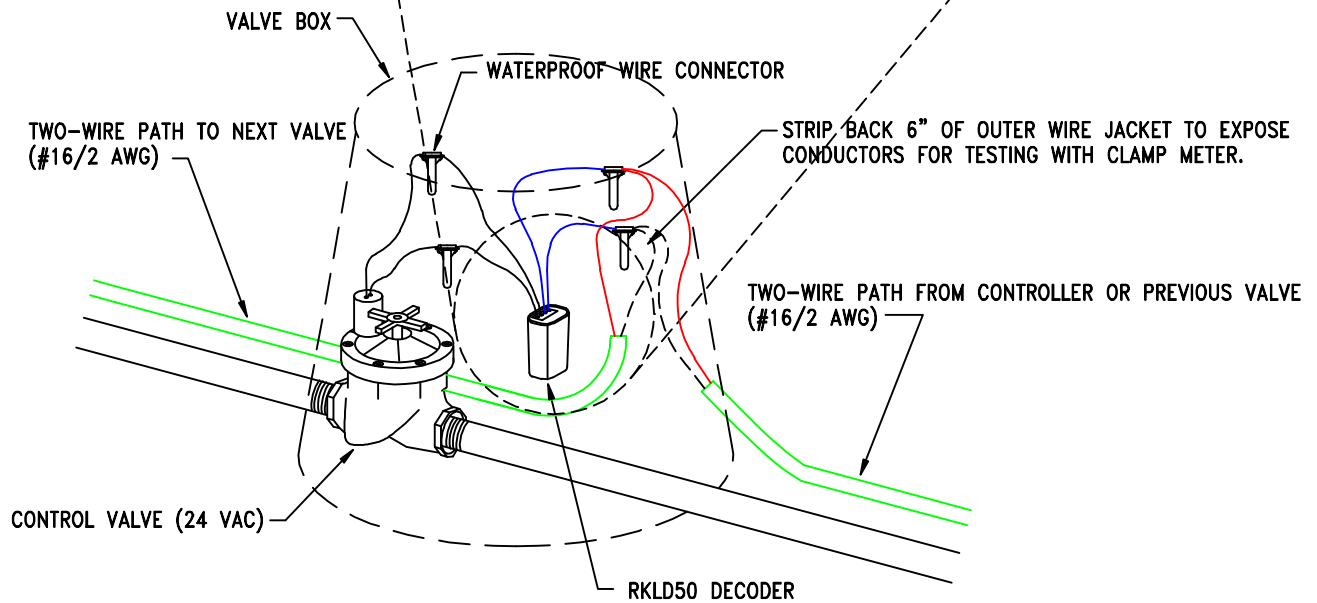 VALVE BOX
WATERPROOF WIRE CONNECTOR
TWO-WIRE PATH TO NEXT VALVE
(#16/2 AWG)
STRIP BACK 6” OF OUTER WIRE JACKET TO EXPOSE
CONDUCTORS FOR TESTING WITH CLAMP METER.
TWO-WIRE PATH FROM CONTROLLER OR PREVIOUS VALVE
(#16/2 AWG)
CONTROL VALVE (24 VAC)
RKLD50 DECODER